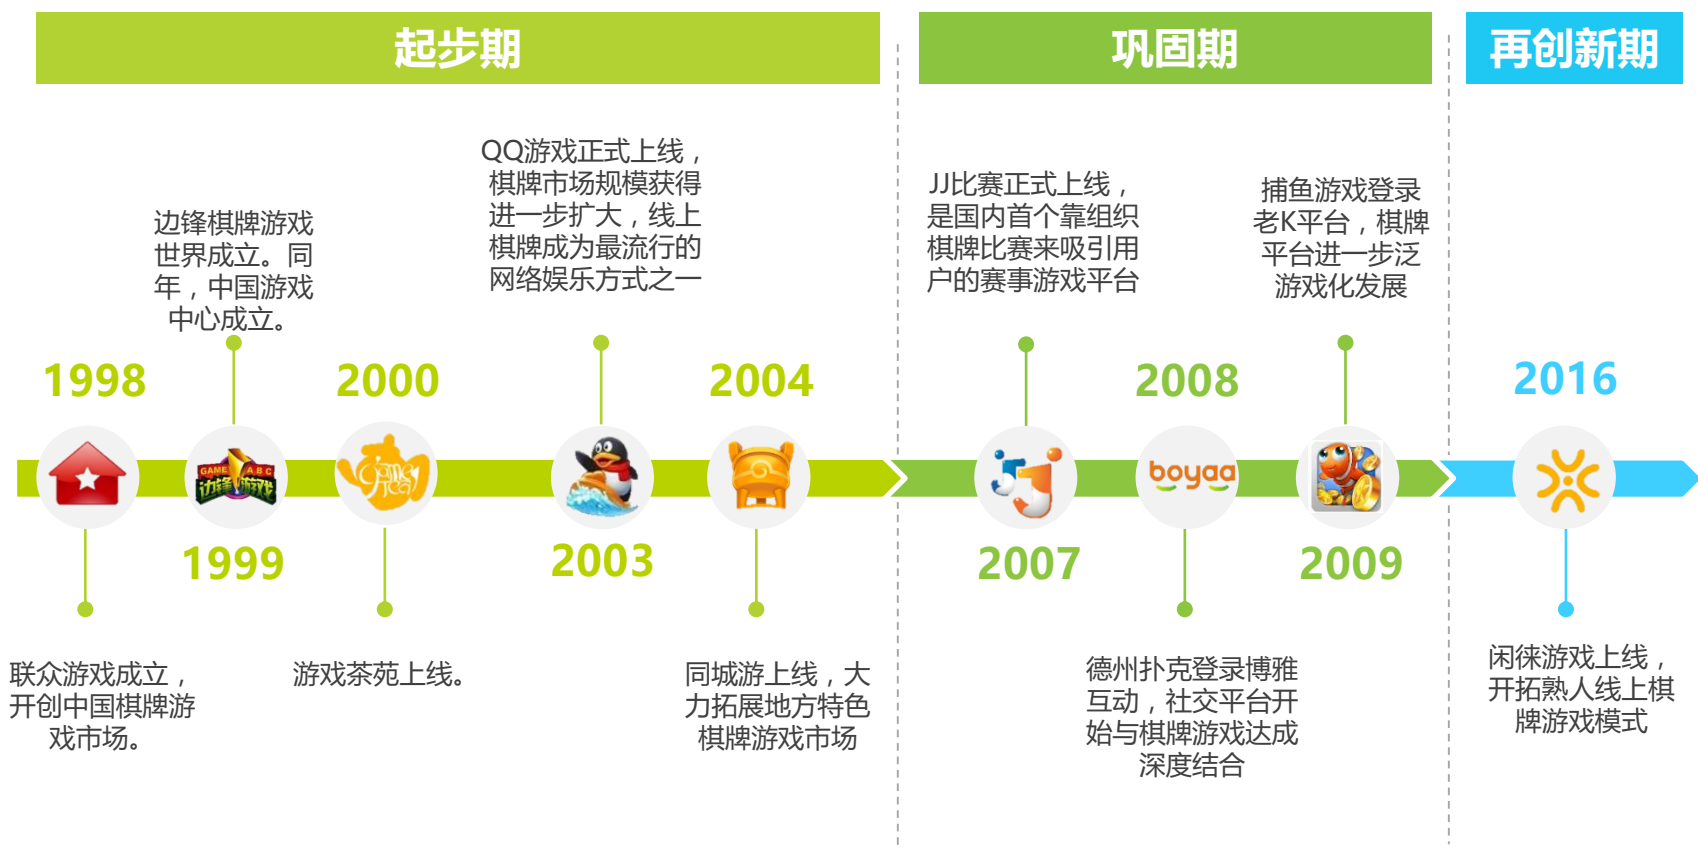 起步期
巩固期
再创新期
1998
联众游戏成立，
开创中国棋牌游
戏市场。
边锋棋牌游戏
世界成立。同
年，中国游戏
中心成立。
GAME ABC
边锋游戏
1999
2000
game
tea
游戏茶苑上线。
QQ游戏正式上线，
棋牌市场规模获得
进一步扩大，线上
棋牌成为最流行的
网络娱乐方式之一
2003
2004
同城游上线，大
力拓展地方特色
棋牌游戏市场
JJ比赛正式上线，
是国内首个靠组织
棋牌比赛来吸引用
户的赛事游戏平台
JJ
2007
2008
boyaa
德州扑克登录博雅
互动，社交平台开
始与棋牌游戏达成
深度结合
捕鱼游戏登录
老K平台，棋牌
平台进一步泛
游戏化发展
2009
2016
闲徕游戏上线，
开拓熟人线上棋
牌游戏模式